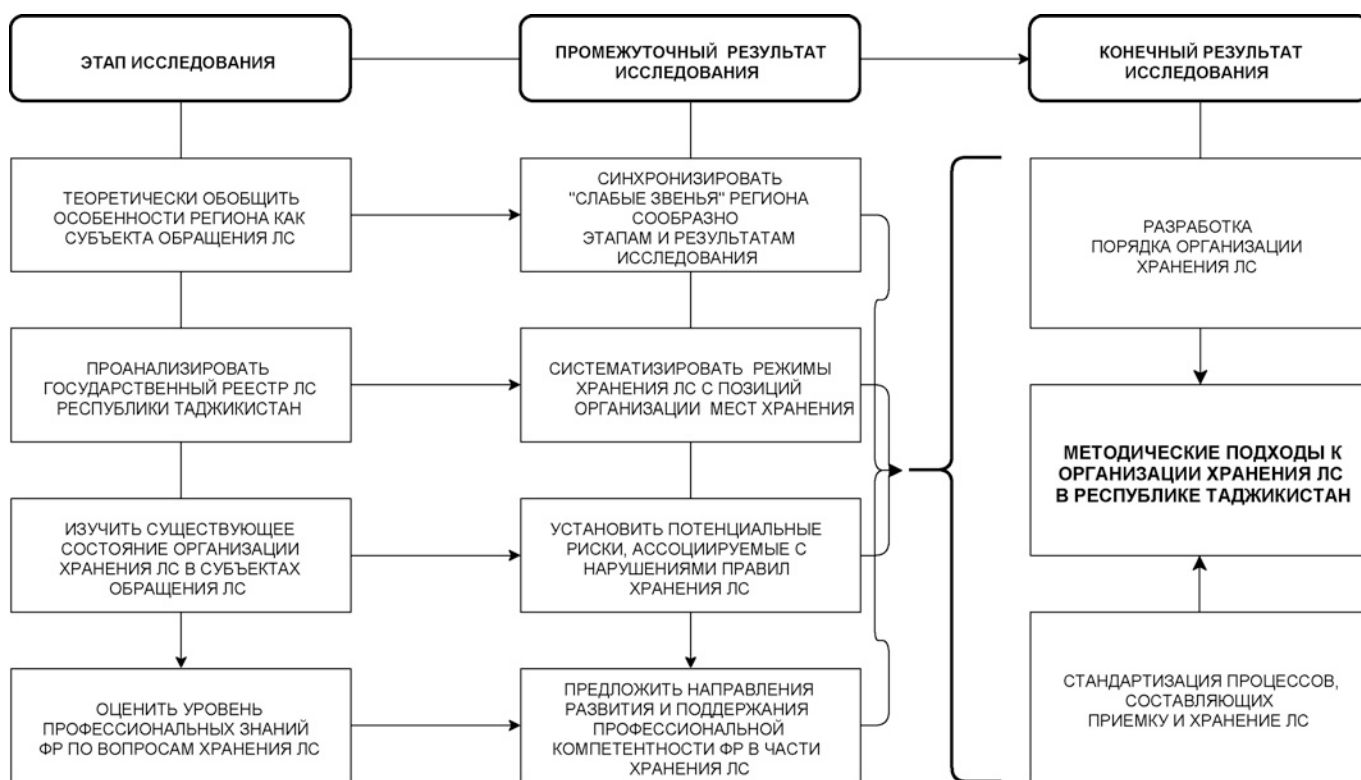 ЭТАП ИССЛЕДОВАНИЯ
ПРОМЕЖУТОЧНЫЙ РЕЗУЛЬТАТ
ИССЛЕДОВАНИЯ
КОНЕЧНЫЙ РЕЗУЛЬТАТ
ИССЛЕДОВАНИЯ
ТЕОРЕТИЧЕСКИ ОБОБЩИТЬ
ОСОБЕННОСТИ РЕГИОНА КАК
СУБЪЕКТА ОБРАЩЕНИЯ ЛС
СИНХРОНИЗИРОВАТЬ
"СЛАБЫЕ ЗВЕНЬЯ" РЕГИОНА
СООБРАЗНО
ЭТАПАМ И РЕЗУЛЬТАТАМ
ИССЛЕДОВАНИЯ
РАЗРАБОТКА
ПОРЯДКА ОРГАНИЗАЦИИ
ХРАНЕНИЯ ЛС
ПРОАНАЛИЗИРОВАТЬ
ГОСУДАРСТВЕННЫЙ РЕЕСТР ЛС
РЕСПУБЛИКИ ТАДЖИКИСТАН
СИСТЕМАТИЗИРОВАТЬ РЕЖИМЫ
ХРАНЕНИЯ ЛС С ПОЗИЦИЙ
ОРГАНИЗАЦИИ МЕСТ ХРАНЕНИЯ
МЕТОДИЧЕСКИЕ ПОДХОДЫ К
ОРГАНИЗАЦИИ ХРАНЕНИЯ ЛС
В РЕСПУБЛИКЕ ТАДЖИКИСТАН
ИЗУЧИТЬ СУЩЕСТВУЮЩЕЕ
СОСТОЯНИЕ ОРГАНИЗАЦИИ
ХРАНЕНИЯ ЛС В СУБЪЕКТАХ
ОБРАЩЕНИЯ ЛС
УСТАНОВИТЬ ПОТЕНЦИАЛЬНЫЕ
РИСКИ, АССОЦИИРУЕМЫЕ С
НАРУШЕНИЯМИ ПРАВИЛ
ХРАНЕНИЯ ЛС
ОЦЕНИТЬ УРОВЕНЬ
ПРОФЕССИОНАЛЬНЫХ ЗНАНИЙ
ФР ПО ВОПРОСАМ ХРАНЕНИЯ ЛС
ПРЕДЛОЖИТЬ НАПРАВЛЕНИЯ
РАЗВИТИЯ И ПОДДЕРЖАНИЯ
ПРОФЕССИОНАЛЬНОЙ
КОМПЕТЕНТНОСТИ ФР В ЧАСТИ
ХРАНЕНИЯ ЛС
СТАНДАРТИЗАЦИЯ ПРОЦЕССОВ,
СОСТАВЛЯЮЩИХ
ПРИЕМКУ И ХРАНЕНИЕ ЛС